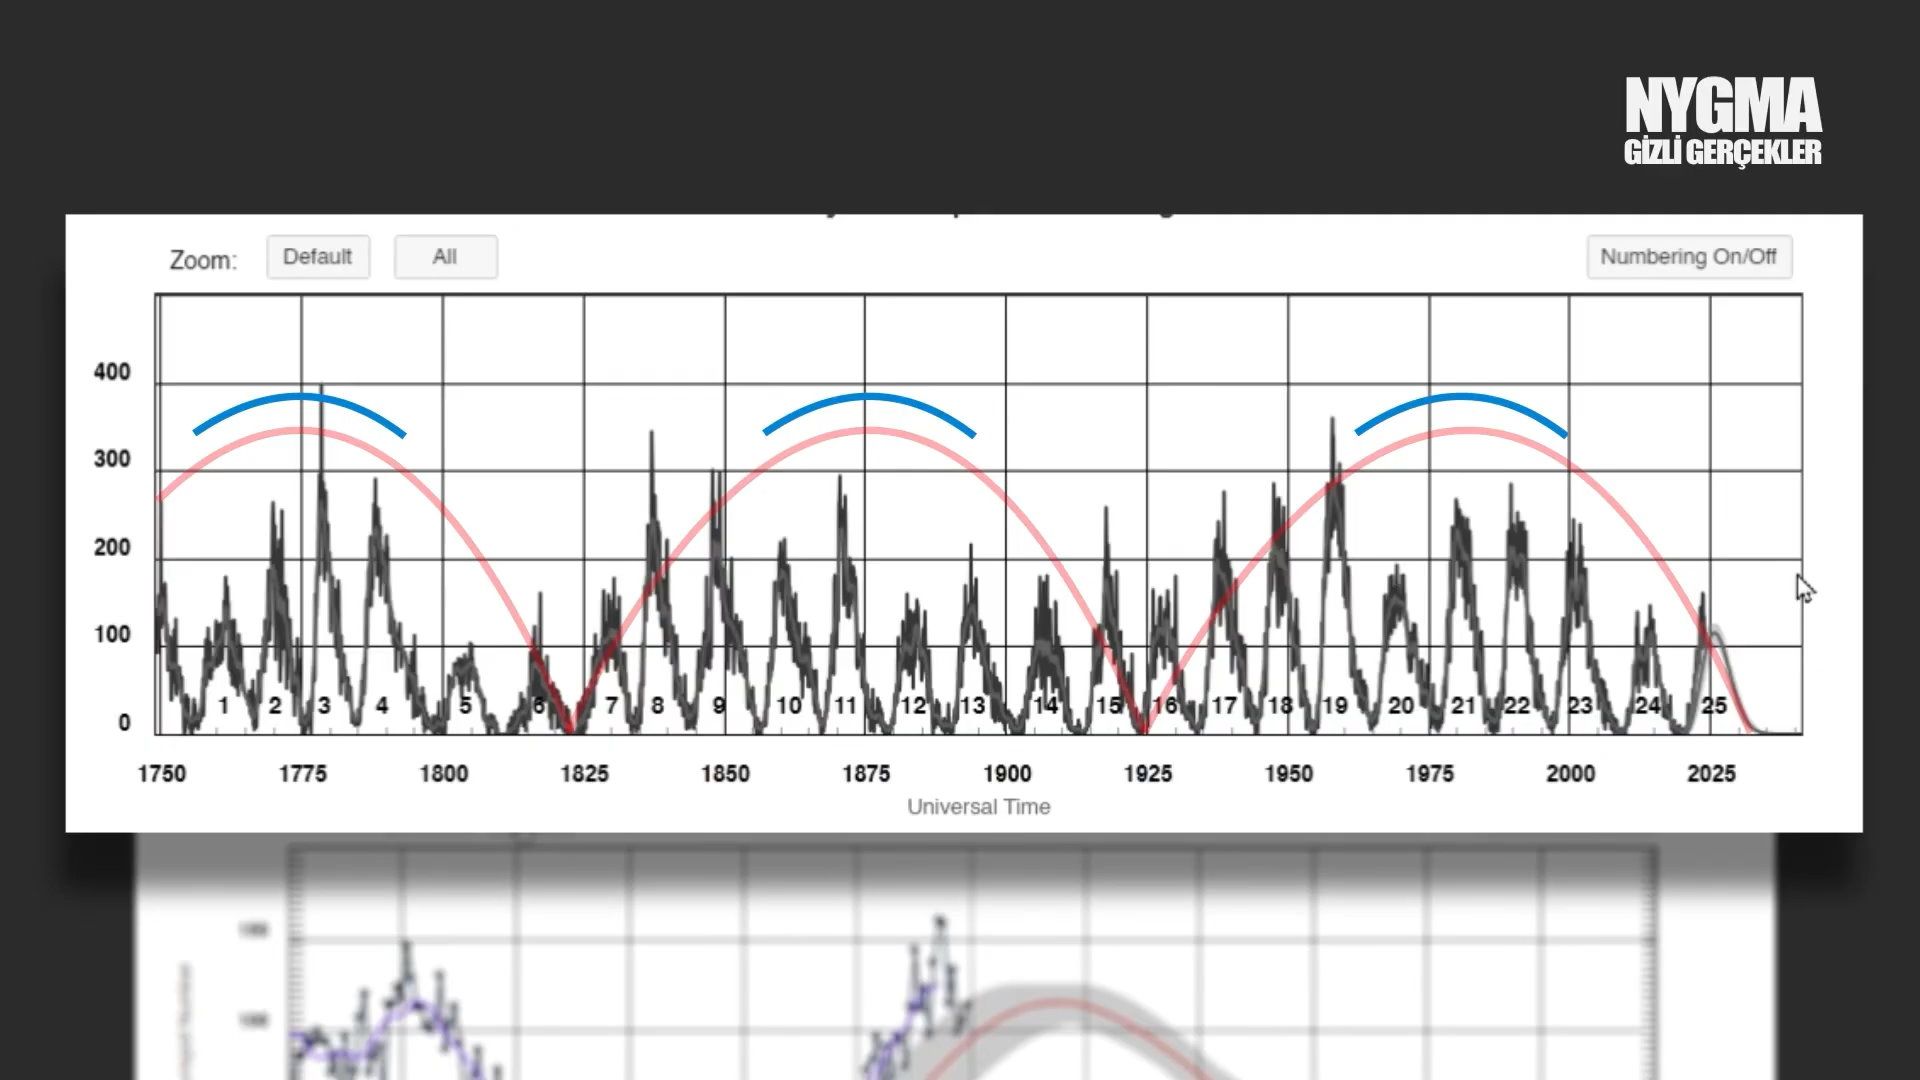 NYGMA
GİZLİ GERÇEKLER
Zoom: Default All Numbering On/Off
400
300
200
100
0
1 2 3 4 5 6 7 8 9 10 11 12 13 14 15 16 17 18 19 20 21 22 23 24 25
1750 1775 1800 1825 1850 1875 1900 1925 1950 1975 2000 2025
Universal Time